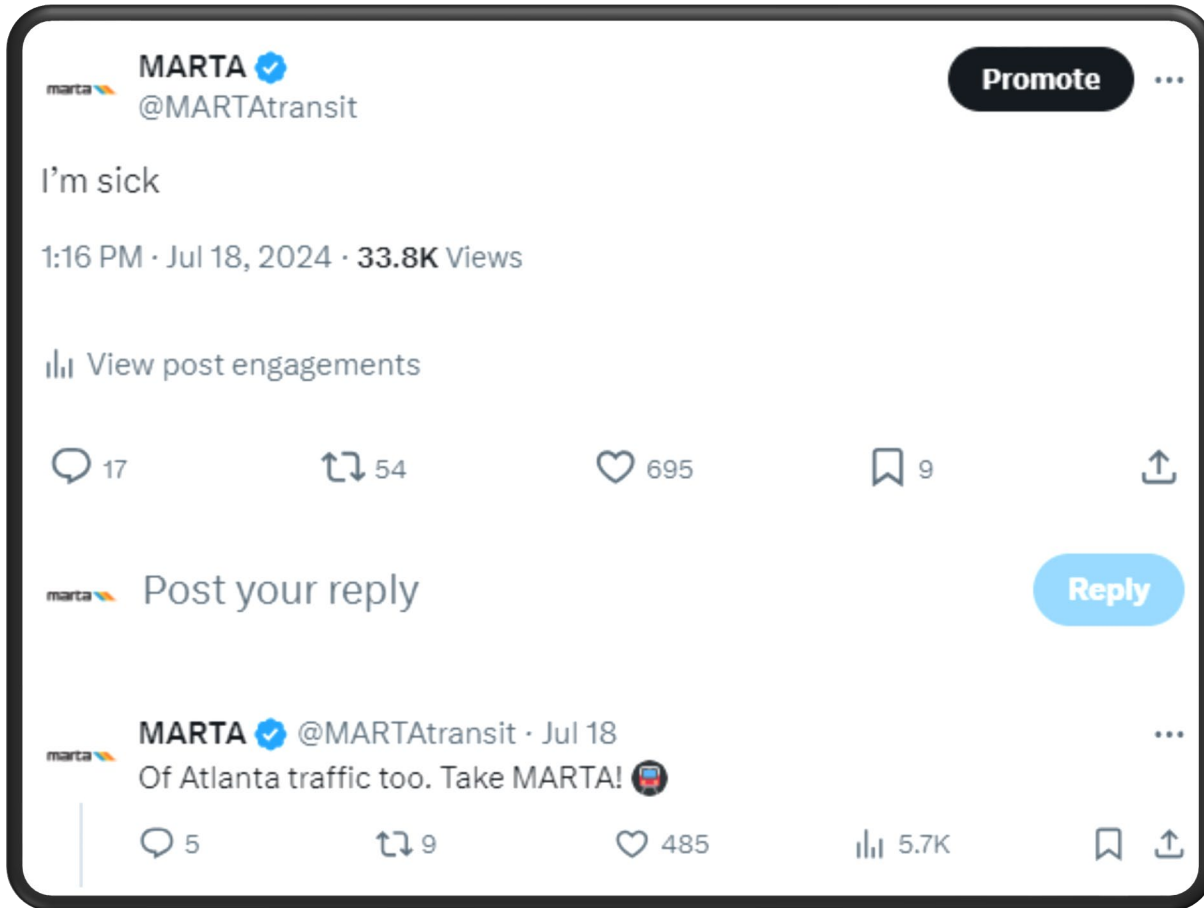 MARTA
Promote
marta
@MARTAtransit
I’m sick
1:16 PM · Jul 18, 2024 · 33.8K Views
View post engagements
17 54 695 9
marta Post your reply Reply
MARTA @MARTAtransit · Jul 18
marta
Of Atlanta traffic too. Take MARTA!
5 9 485 5.7K